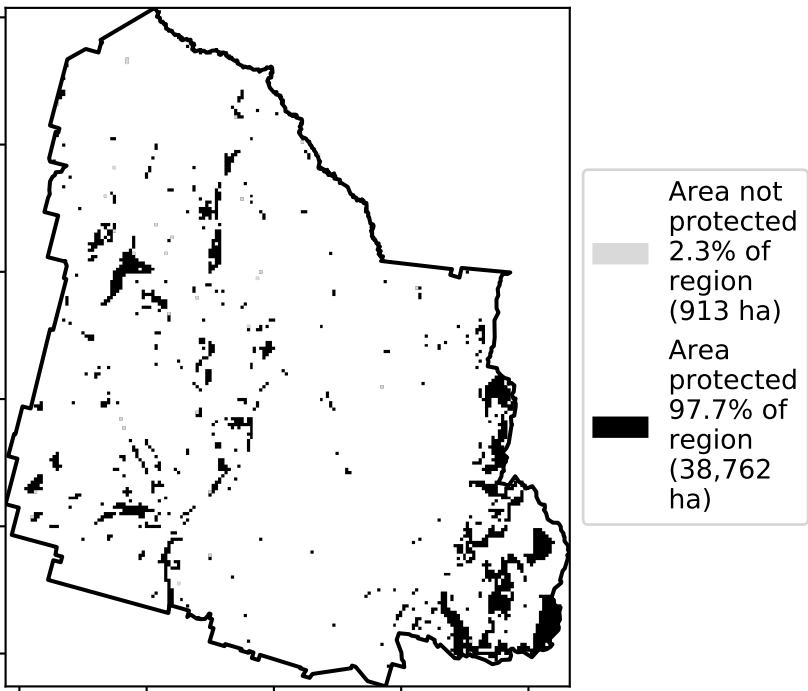 Area not
protected
2.3% of
region
(913 ha)
Area
protected
97.7% of
region
(38,762
ha)